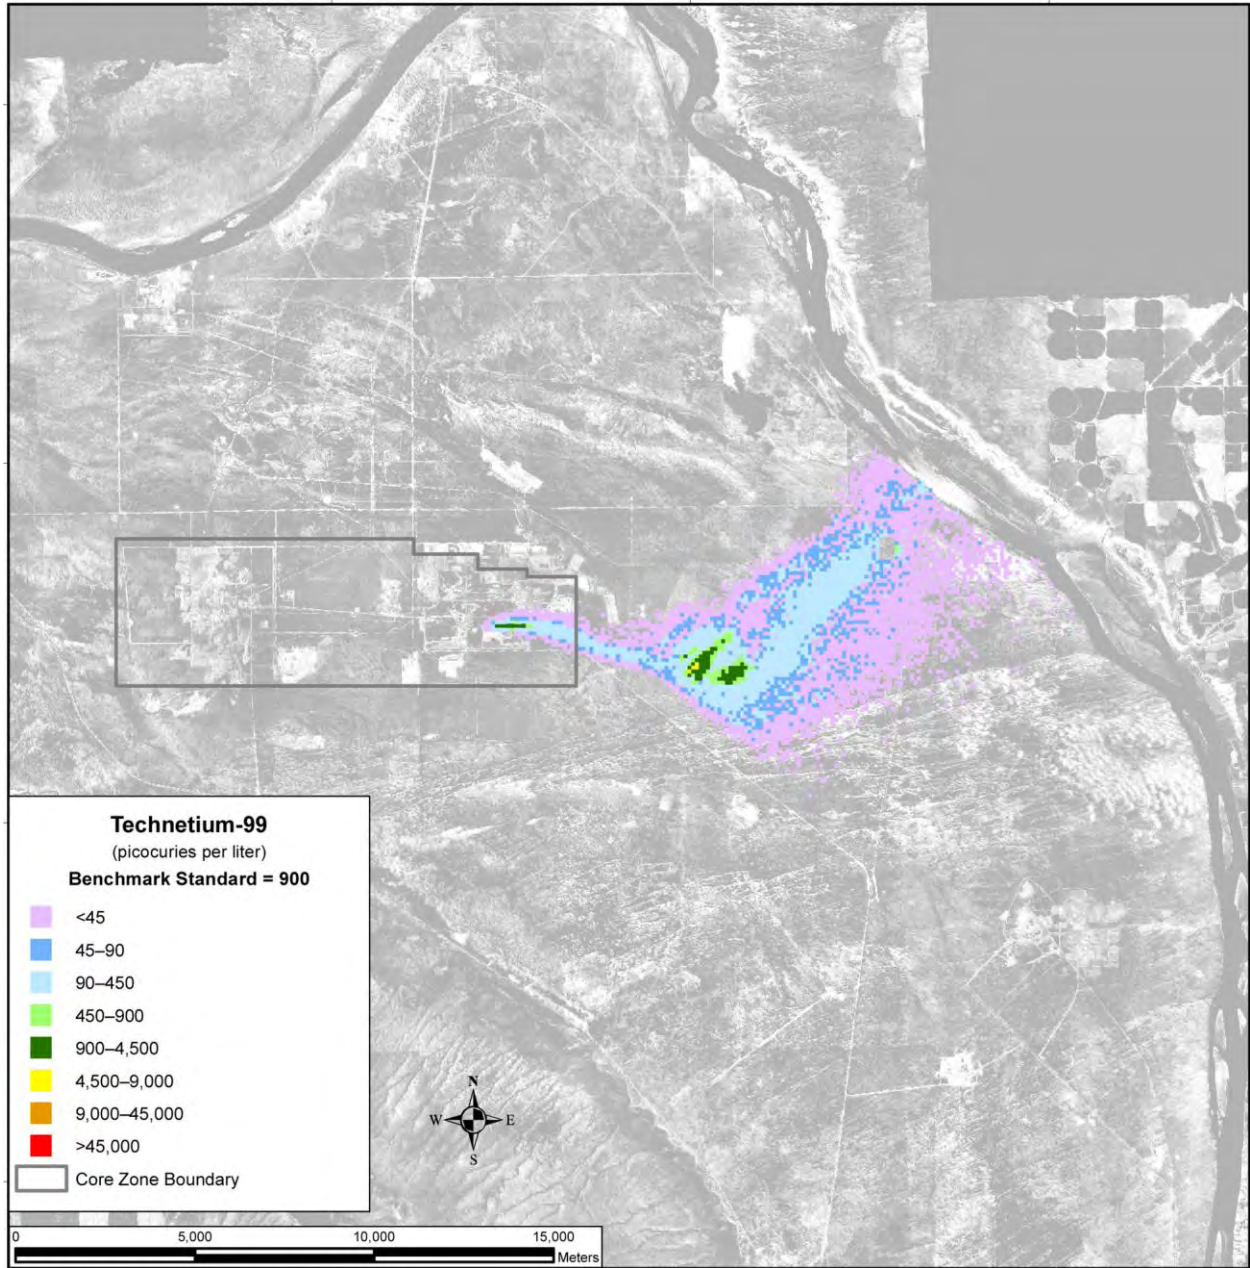 Technetium-99
(picocuries per liter)
Benchmark Standard = 900
<45
45–90
90–450
450–900
900–4,500
4,500–9,000
9,000–45,000
>45,000
Core Zone Boundary
N
W E
S
0 5,000 10,000 15,000
Meters